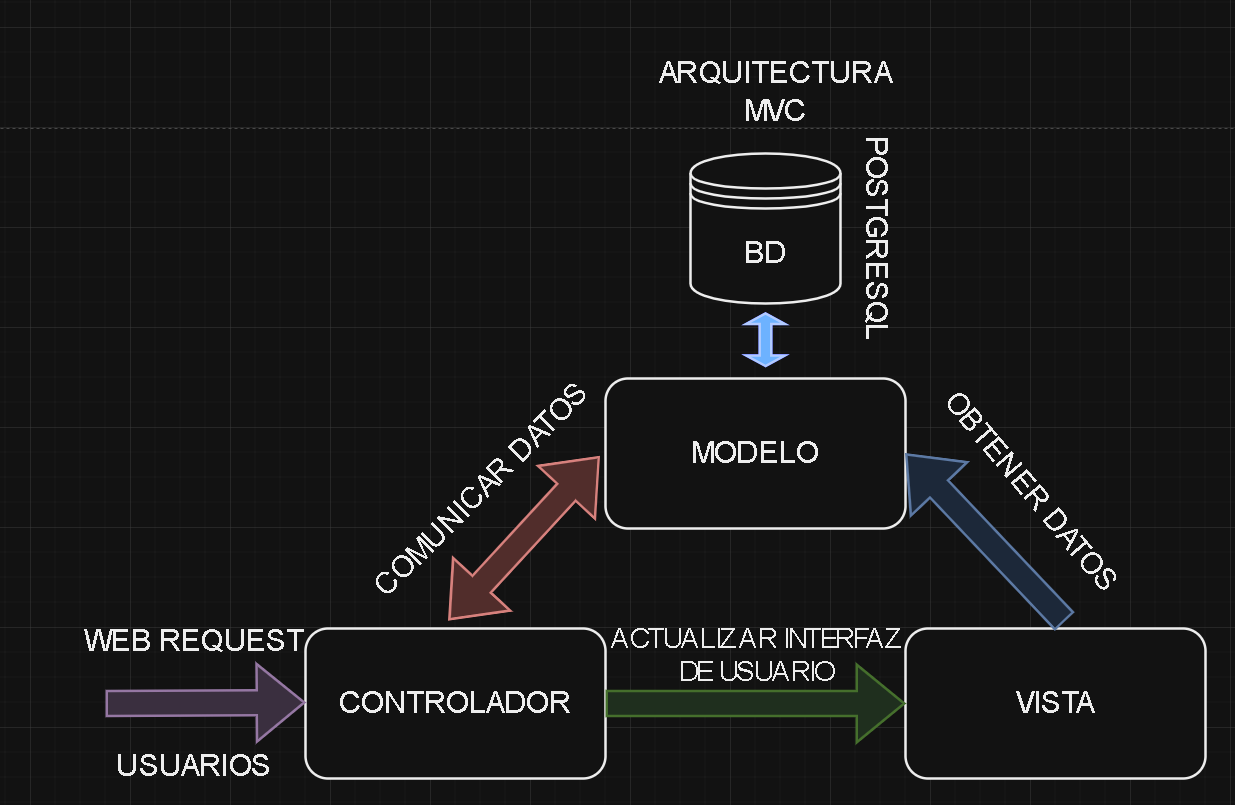 ARQUITECTURA
MVC
POSTGRESQL
BD
MODELO
COMUNICAR DATOS
OBTENER DATOS
WEB REQUEST
USUARIOS
CONTROLADOR
ACTUALIZAR INTERFAZ
DE USUARIO
VISTA